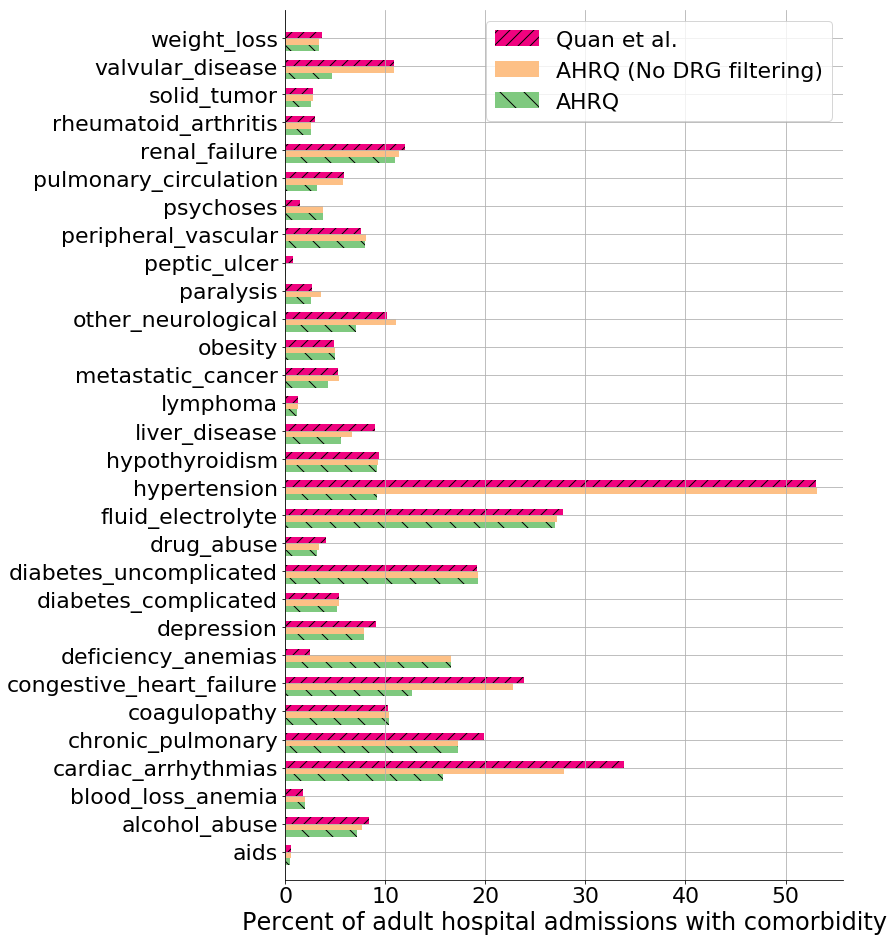 Quan et al.
AHRQ (No DRG filtering)
AHRQ
weight_loss
valvular_disease
solid_tumor
rheumatoid_arthritis
renal_failure
pulmonary_circulation
psychoses
peripheral_vascular
peptic_ulcer
paralysis
other_neurological
obesity
metastatic_cancer
lymphoma
liver_disease
hypothyroidism
hypertension
fluid_electrolyte
drug_abuse
diabetes_uncomplicated
diabetes_complicated
depression
deficiency_anemias
congestive_heart_failure
coagulopathy
chronic_pulmonary
cardiac_arrhythmias
blood_loss_anemia
alcohol_abuse
aids
0 10 20 30 40 50
Percent of adult hospital admissions with comorbidity